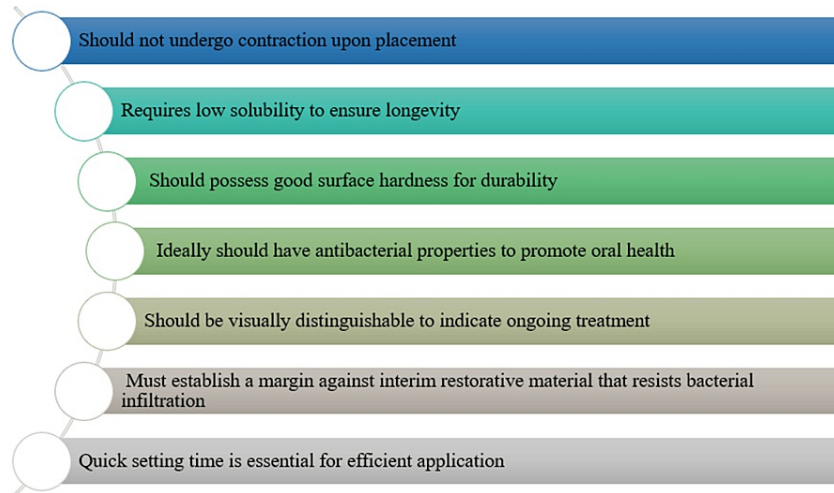 Should not undergo contraction upon placement
Requires low solubility to ensure longevity
Should possess good surface hardness for durability
Ideally should have antibacterial properties to promote oral health
Should be visually distinguishable to indicate ongoing treatment
Must establish a margin against interim restorative material that resists bacterial
infiltration
Quick setting time is essential for efficient application